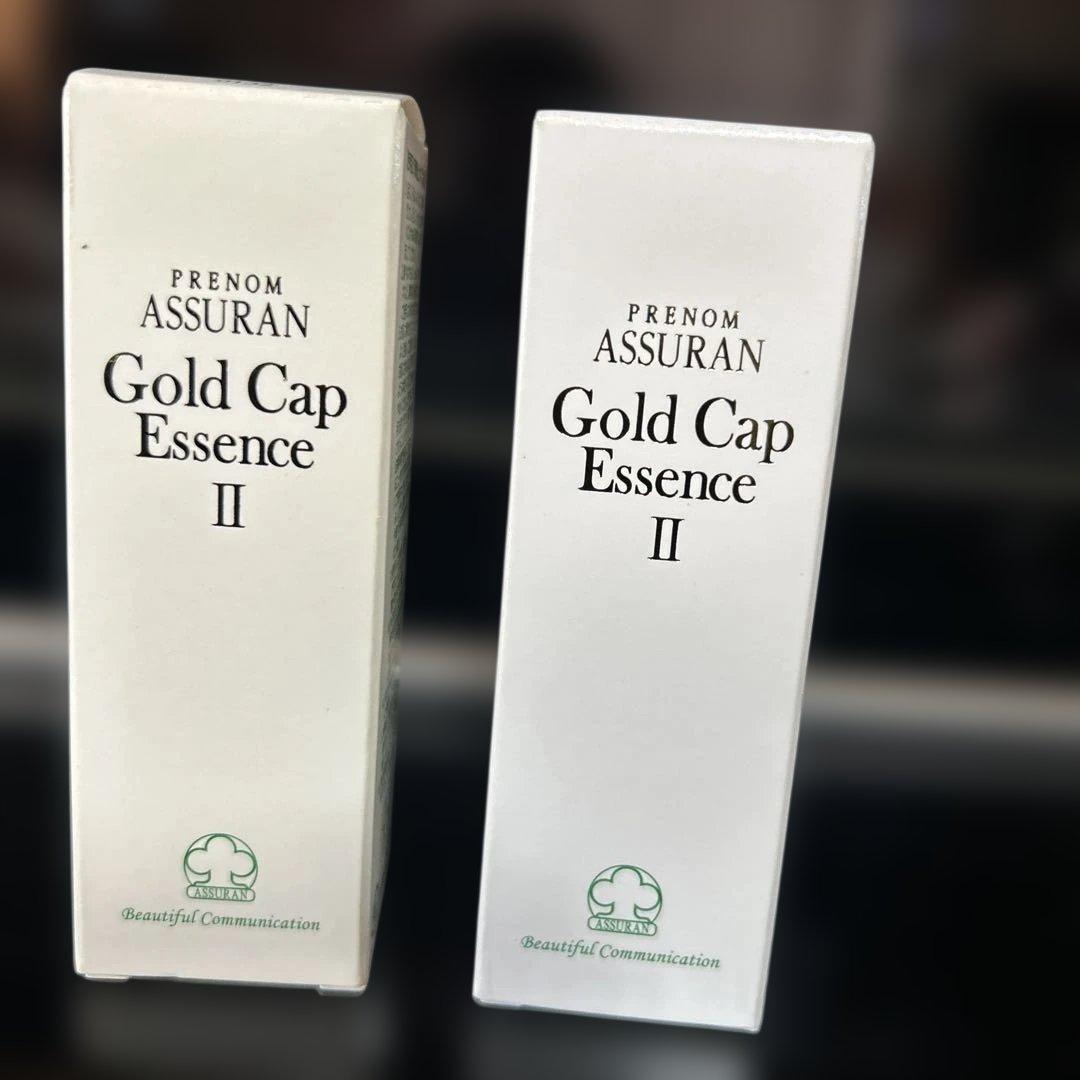 PRENOM
ASSURAN
Gold Cap
Essence
II
ASSURAN
Beautiful Communication
PRENOM
ASSURAN
Gold Cap
Essence
II
ASSURAN
Beautiful Communication